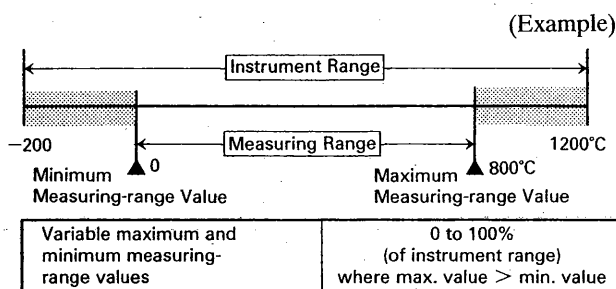 (Example)
Instrument Range
Measuring Range
−200
0
800°C
1200°C
Minimum
Measuring-range Value
Maximum
Measuring-range Value
Variable maximum and
minimum measuring-
range values
0 to 100%
(of instrument range)
where max. value > min. value